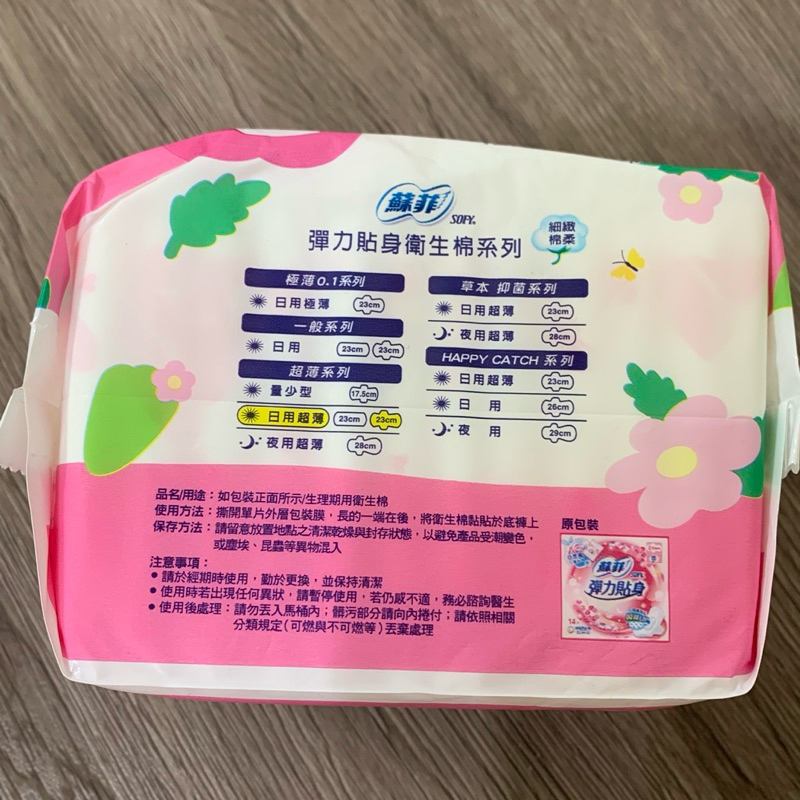 蘇菲
SOFY.
彈力貼身衛生棉系列
細緻
棉柔
極薄0.1系列
日用極薄 23cm
一般系列
日用 23cm 23cm
超薄系列
量少型 17.5cm
日用超薄 23cm 23cm
夜用超薄 28cm
草本 抑菌系列
日用超薄 23cm
夜用超薄 28cm
HAPPY CATCH 系列
日用超薄 23cm
日 用 26cm
夜 用 29cm
品名/用途：如包裝正面所示/生理期用衛生棉
使用方法：撕開單片外層包裝膜，長的一端在後，將衛生棉黏貼於底褲上
保存方法：請留意放置地點之清潔乾燥與封存狀態，以避免產品受潮變色，
或塵埃、昆蟲等異物混入
注意事項：
• 請於經期時使用，勤於更換，並保持清潔
• 使用時若出現任何異狀，請暫停使用，若仍感不適，務必諮詢醫生
• 使用後處理：請勿丟入馬桶內；髒污部分請向內捲付；請依照相關
分類規定（可燃與不可燃等）丟棄處理
原包裝
蘇菲
彈力貼身